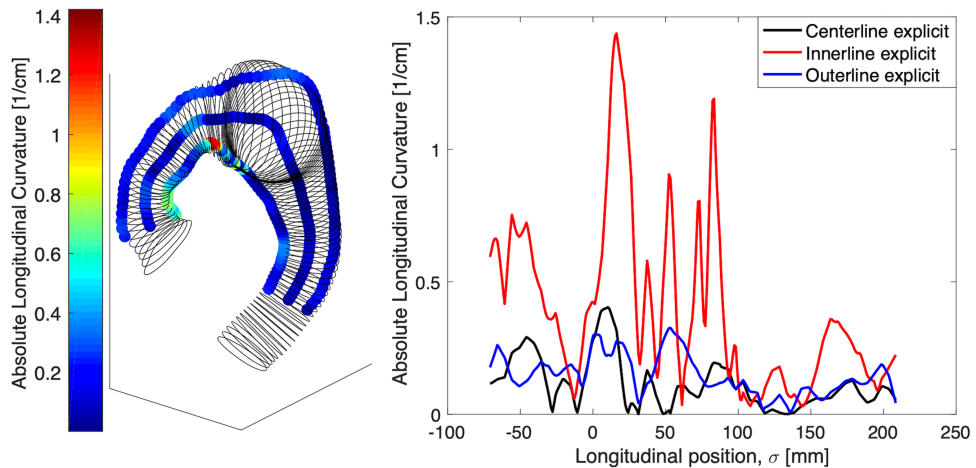 Absolute Longitudinal Curvature [1/cm]
1.4
1.2
1
0.8
0.6
0.4
0.2
Absolute Longitudinal Curvature [1/cm]
1.5
1
0.5
0
Centerline explicit
Innerline explicit
Outerline explicit
-100 -50 0 50 100 150 200 250
Longitudinal position, σ [mm]